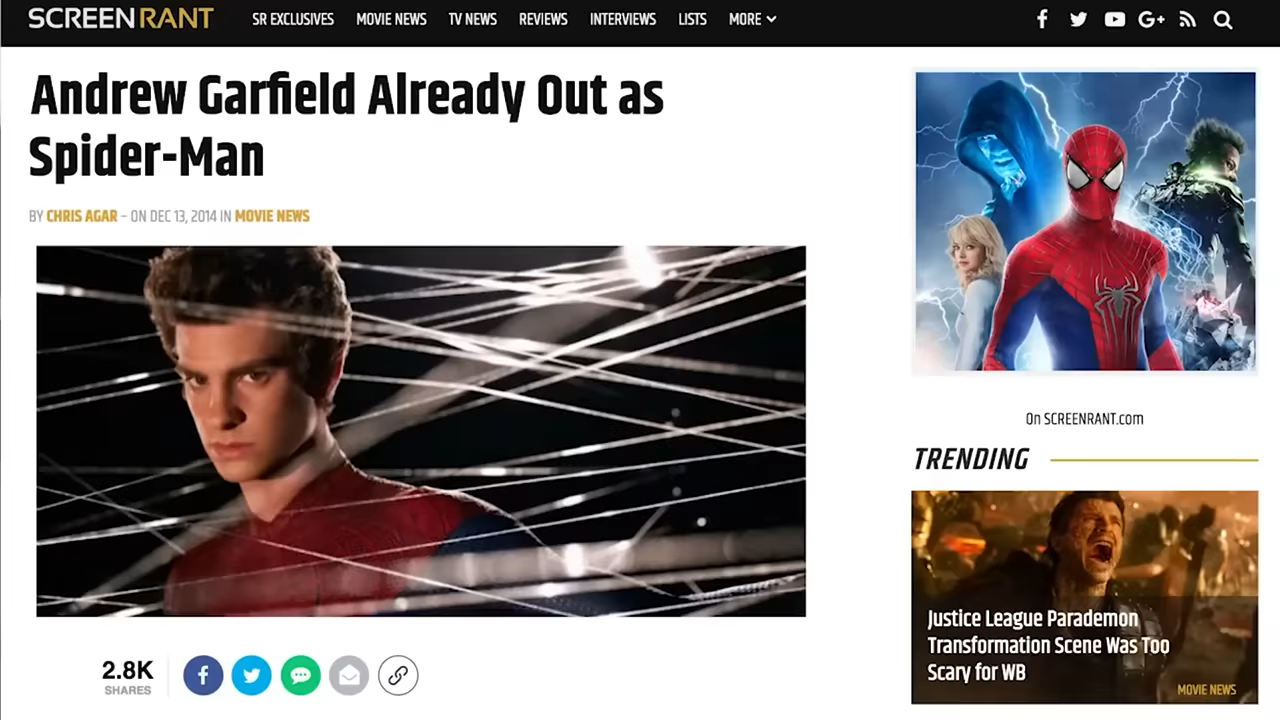 SCREENRANT
SR EXCLUSIVES MOVIE NEWS TV NEWS REVIEWS INTERVIEWS LISTS MORE
Andrew Garfield Already Out as
Spider-Man
BY CHRIS AGAR – ON DEC 13, 2014 IN MOVIE NEWS
2.8K
SHARES
On SCREENRANT.com
TRENDING
Justice League Parademon
Transformation Scene Was Too
Scary for WB
MOVIE NEWS